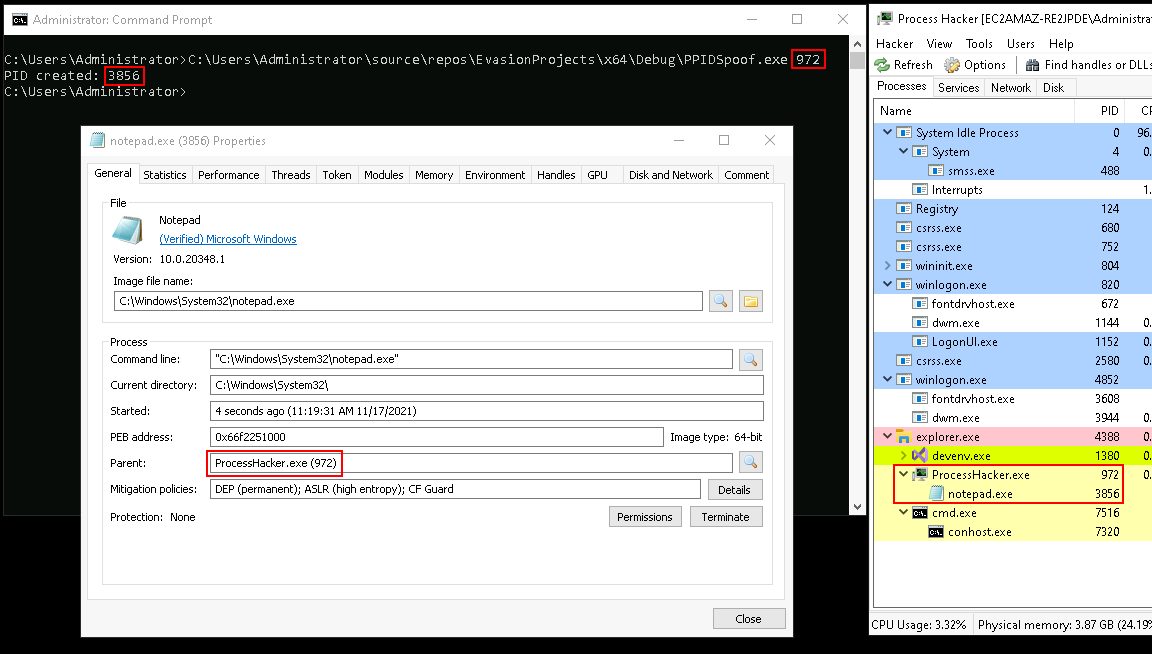 Administrator: Command Prompt
C:\Users\Administrator>C:\Users\Administrator\source\repos\EvasionProjects\x64\Debug\PPIDSpoof.exe 972
PID created: 3856
C:\Users\Administrator>
notepad.exe (3856) Properties
General Statistics Performance Threads Token Modules Memory Environment Handles GPU Disk and Network Comment
File
Notepad
(Verified) Microsoft Windows
Version: 10.0.20348.1
Image file name:
C:\Windows\System32\notepad.exe
Process
Command line: "C:\Windows\System32\notepad.exe"
Current directory: C:\Windows\System32\
Started: 4 seconds ago (11:19:31 AM 11/17/2021)
PEB address: 0x66f2251000 Image type: 64-bit
Parent: ProcessHacker.exe (972)
Mitigation policies: DEP (permanent); ASLR (high entropy); CF Guard Details
Protection: None Permissions Terminate
Close
Process Hacker [EC2AMAZ-RE2JPDE\Administra
Hacker View Tools Users Help
Refresh Options Find handles or DLLs
Processes Services Network Disk
Name PID CP
System Idle Process 0 96.
System 4 0.
smss.exe 488
Interrupts 1.
Registry 124
csrss.exe 680
csrss.exe 752
wininit.exe 804
winlogon.exe 820
fontdrvhost.exe 672
dwm.exe 1144 0.
LogonUI.exe 1152 0.
csrss.exe 2580 0.
winlogon.exe 4852
fontdrvhost.exe 3608
dwm.exe 3944 0.
explorer.exe 4388 0.
devenv.exe 1380 0.
ProcessHacker.exe 972 0.
notepad.exe 3856
cmd.exe 7516
conhost.exe 7320
CPU Usage: 3.32% Physical memory: 3.87 GB (24.19%